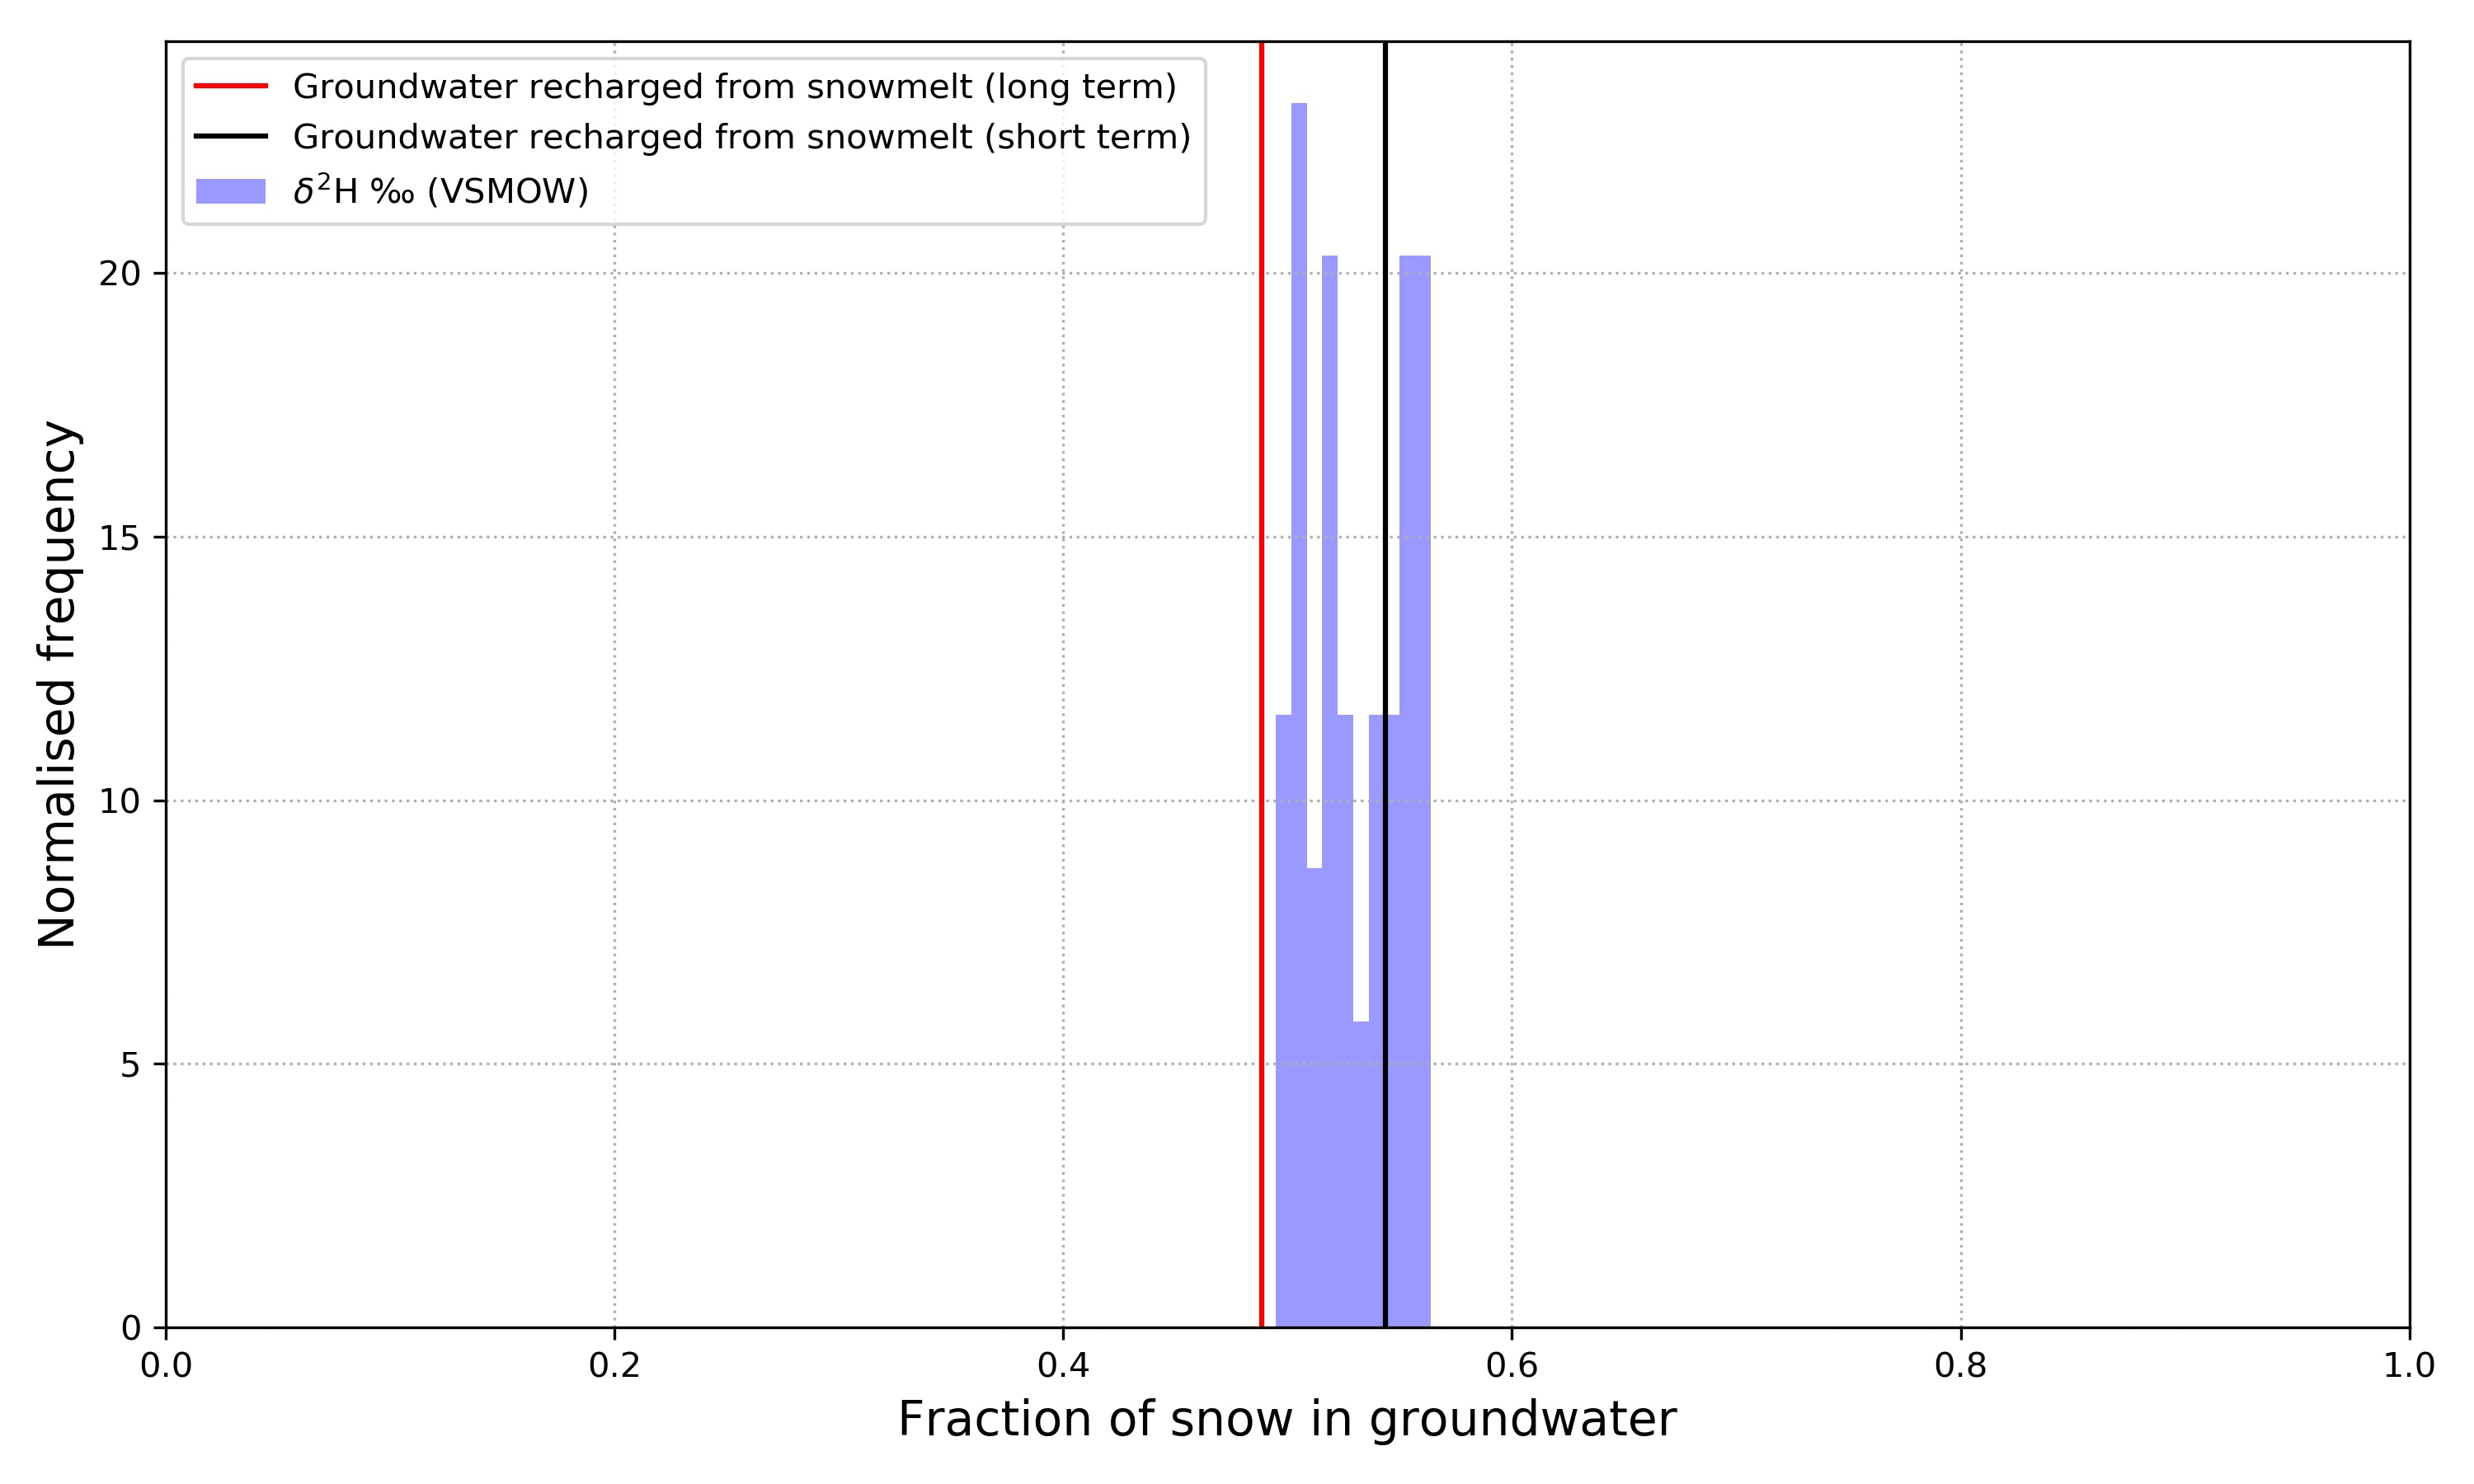 Groundwater recharged from snowmelt (long term)
Groundwater recharged from snowmelt (short term)
δ²H ‰ (VSMOW)
Normalised frequency
20
15
10
5
0
0.0 0.2 0.4 0.6 0.8 1.0
Fraction of snow in groundwater